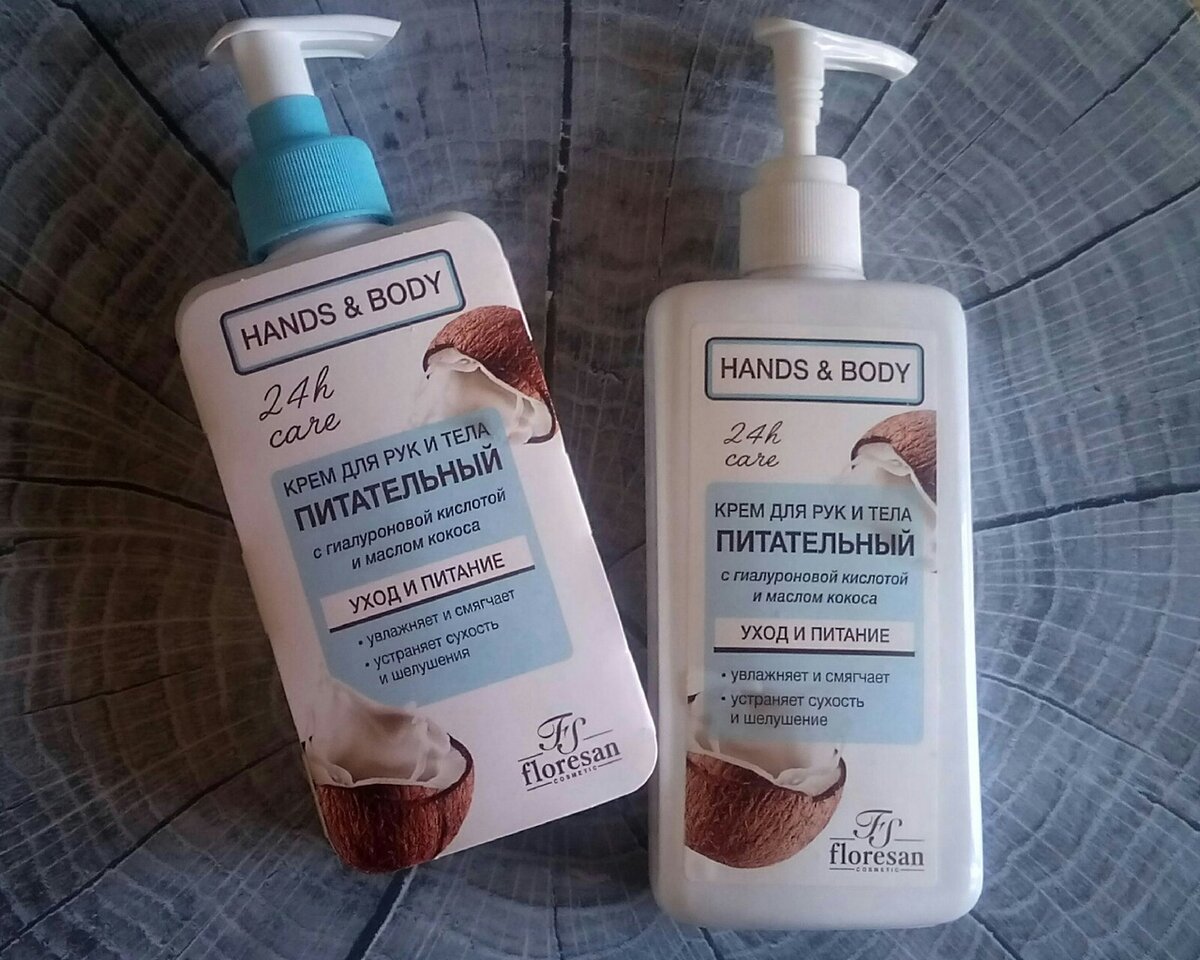 HANDS & BODY
24h
care
КРЕМ ДЛЯ РУК И ТЕЛА
ПИТАТЕЛЬНЫЙ
с гиалуроновой кислотой
и маслом кокоса
УХОД И ПИТАНИЕ
• увлажняет и смягчает
• устраняет сухость
и шелушения
FS
floresan
COSMETIC
HANDS & BODY
24h
care
КРЕМ ДЛЯ РУК И ТЕЛА
ПИТАТЕЛЬНЫЙ
с гиалуроновой кислотой
и маслом кокоса
УХОД И ПИТАНИЕ
• увлажняет и смягчает
• устраняет сухость
и шелушение
FS
floresan
COSMETIC